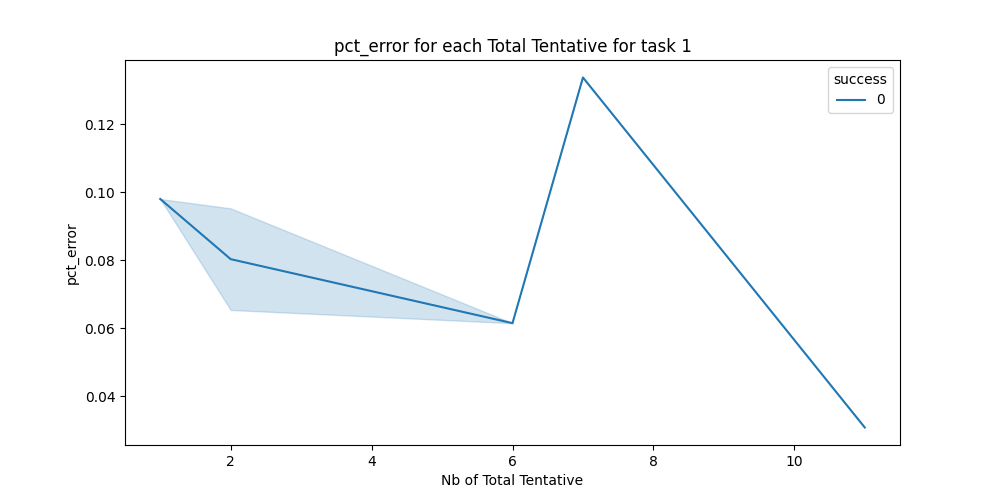 pct_error for each Total Tentative for task 1
success
0
0.12
0.10
0.08
0.06
0.04
pct_error
2
4
6
8
10
Nb of Total Tentative